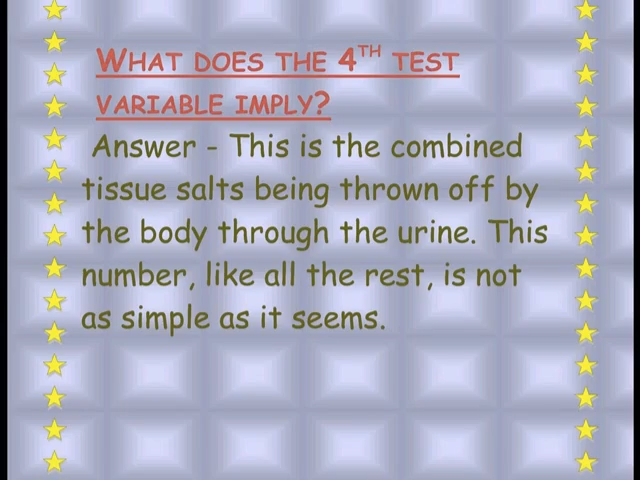 WHAT DOES THE 4TH TEST
VARIABLE IMPLY?
Answer - This is the combined
tissue salts being thrown off by
the body through the urine. This
number, like all the rest, is not
as simple as it seems.